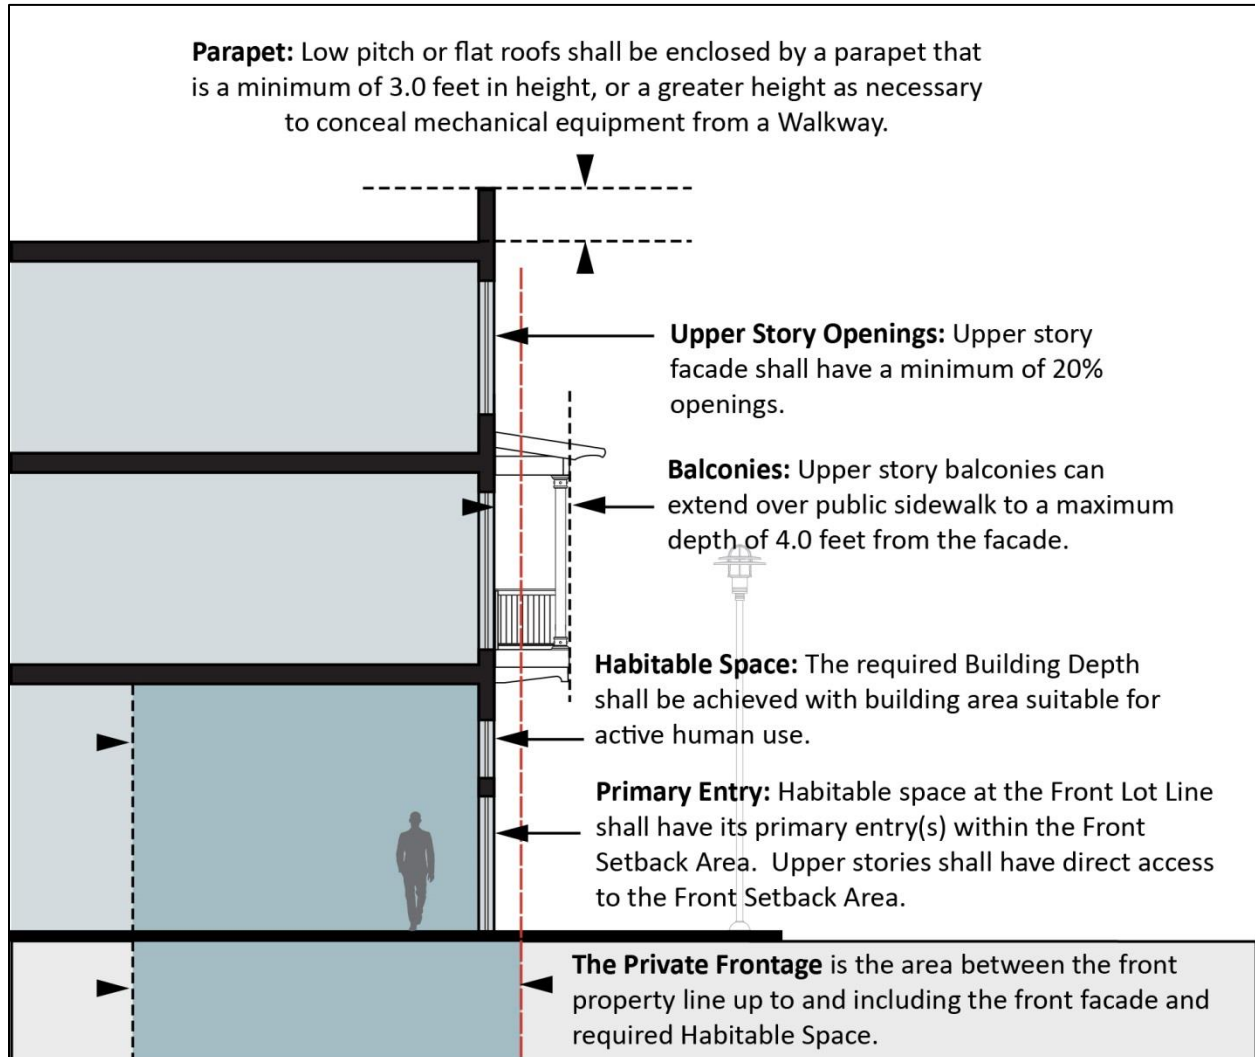 Parapet: Low pitch or flat roofs shall be enclosed by a parapet that
is a minimum of 3.0 feet in height, or a greater height as necessary
to conceal mechanical equipment from a Walkway.
Upper Story Openings: Upper story
facade shall have a minimum of 20%
openings.
Balconies: Upper story balconies can
extend over public sidewalk to a maximum
depth of 4.0 feet from the facade.
Habitable Space: The required Building Depth
shall be achieved with building area suitable for
active human use.
Primary Entry: Habitable space at the Front Lot Line
shall have its primary entry(s) within the Front
Setback Area.  Upper stories shall have direct access
to the Front Setback Area.
The Private Frontage is the area between the front
property line up to and including the front facade and
required Habitable Space.